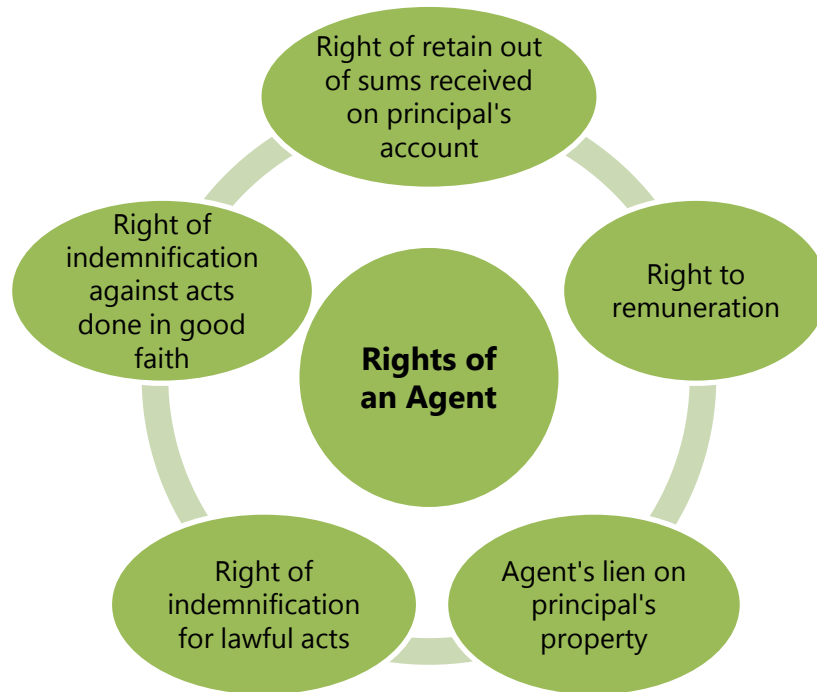 Right of retain out
of sums received
on principal's
account
Right to
remuneration
Agent's lien on
principal's
property
Right of
indemnification
for lawful acts
Right of
indemnification
against acts
done in good
faith
Rights of
an Agent